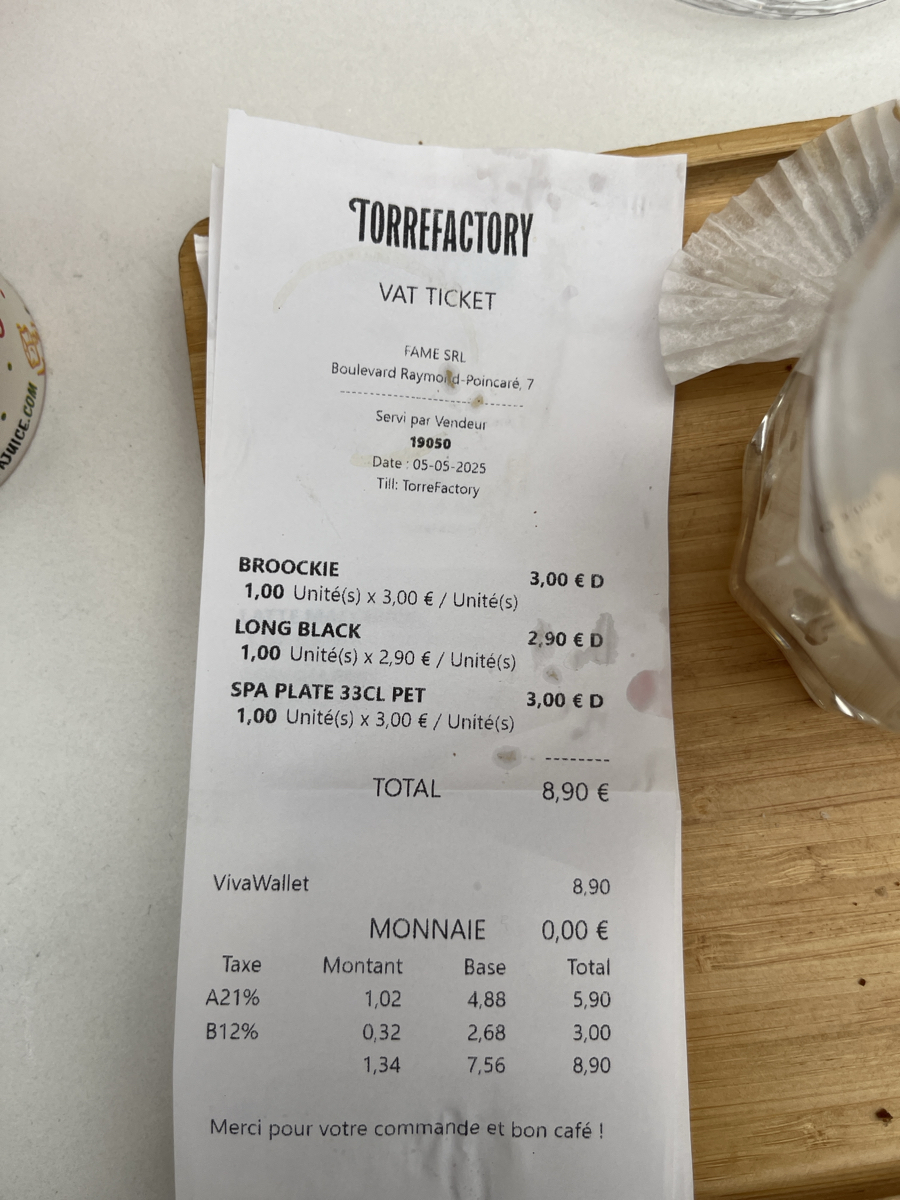 TORREFACTORY
VAT TICKET
FAME SRL
Boulevard Raymond-Poincaré, 7
Servi par Vendeur
19050
Date : 05-05-2025
Till: TorreFactory
BROOCKIE 3,00 € D
1,00 Unité(s) x 3,00 € / Unité(s)
LONG BLACK 2,90 € D
1,00 Unité(s) x 2,90 € / Unité(s)
SPA PLATE 33CL PET 3,00 € D
1,00 Unité(s) x 3,00 € / Unité(s)
TOTAL 8,90 €
VivaWallet 8,90
MONNAIE 0,00 €
Taxe Montant Base Total
A21% 1,02 4,88 5,90
B12% 0,32 2,68 3,00
1,34 7,56 8,90
Merci pour votre commande et bon café !
JUICE.COM